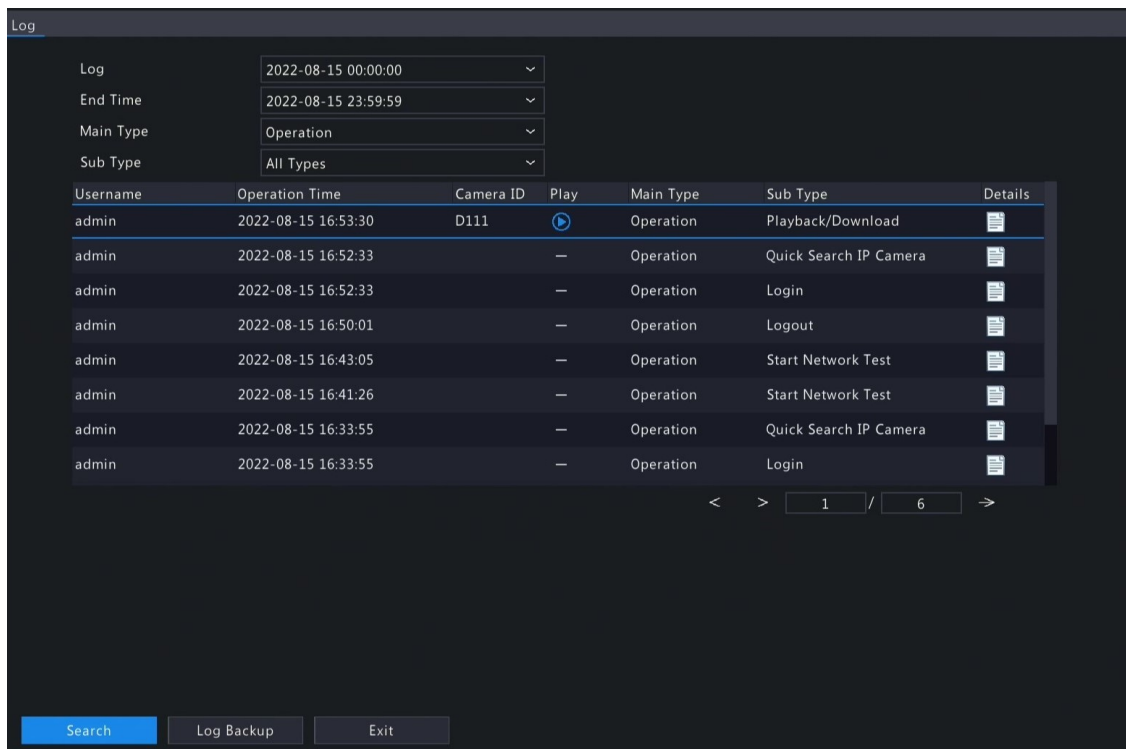 Log
Log 2022-08-15 00:00:00
End Time 2022-08-15 23:59:59
Main Type Operation
Sub Type All Types
Username Operation Time Camera ID Play Main Type Sub Type Details
admin 2022-08-15 16:53:30 D111 Operation Playback/Download
admin 2022-08-15 16:52:33 — Operation Quick Search IP Camera
admin 2022-08-15 16:52:33 — Operation Login
admin 2022-08-15 16:50:01 — Operation Logout
admin 2022-08-15 16:43:05 — Operation Start Network Test
admin 2022-08-15 16:41:26 — Operation Start Network Test
admin 2022-08-15 16:33:55 — Operation Quick Search IP Camera
admin 2022-08-15 16:33:55 — Operation Login
< > 1 / 6 →
Search Log Backup Exit